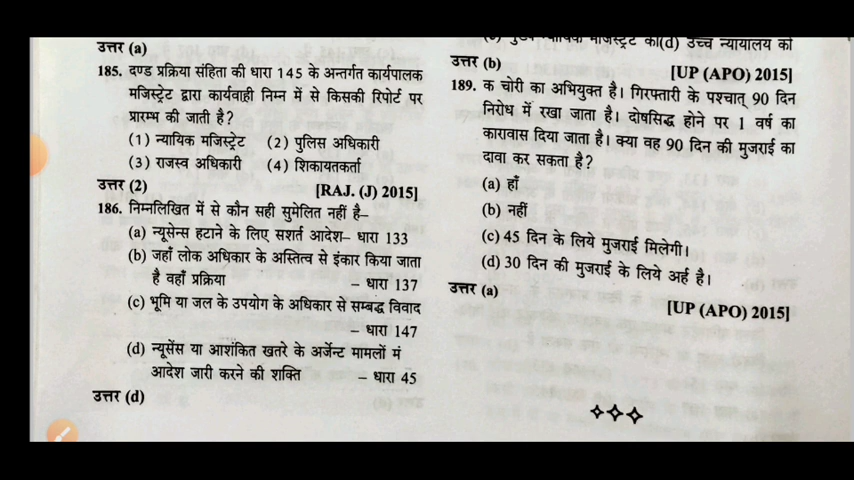 उत्तर (a)
185. दण्ड प्रक्रिया संहिता की धारा 145 के अन्तर्गत कार्यपालक
मजिस्ट्रेट द्वारा कार्यवाही निम्न में से किसकी रिपोर्ट पर
प्रारम्भ की जाती है?
(1) न्यायिक मजिस्ट्रेट (2) पुलिस अधिकारी
(3) राजस्व अधिकारी (4) शिकायतकर्ता
उत्तर (2) [RAJ. (J) 2015]
186. निम्नलिखित में से कौन सही सुमेलित नहीं है–
(a) न्यूसेन्स हटाने के लिए सशर्त आदेश– धारा 133
(b) जहाँ लोक अधिकार के अस्तित्व से इंकार किया जाता
है वहाँ प्रक्रिया – धारा 137
(c) भूमि या जल के उपयोग के अधिकार से सम्बद्ध विवाद
– धारा 147
(d) न्यूसेंस या आशंकित खतरे के अर्जेन्ट मामलों में
आदेश जारी करने की शक्ति – धारा 45
उत्तर (d)
मजिस्ट्रेट को (d) उच्च न्यायालय को
उत्तर (b) [UP (APO) 2015]
189. क चोरी का अभियुक्त है। गिरफ्तारी के पश्चात् 90 दिन
निरोध में रखा जाता है। दोषसिद्ध होने पर 1 वर्ष का
कारावास दिया जाता है। क्या वह 90 दिन की मुजराई का
दावा कर सकता है?
(a) हाँ
(b) नहीं
(c) 45 दिन के लिये मुजराई मिलेगी।
(d) 30 दिन की मुजराई के लिये अर्ह है।
उत्तर (a)
[UP (APO) 2015]